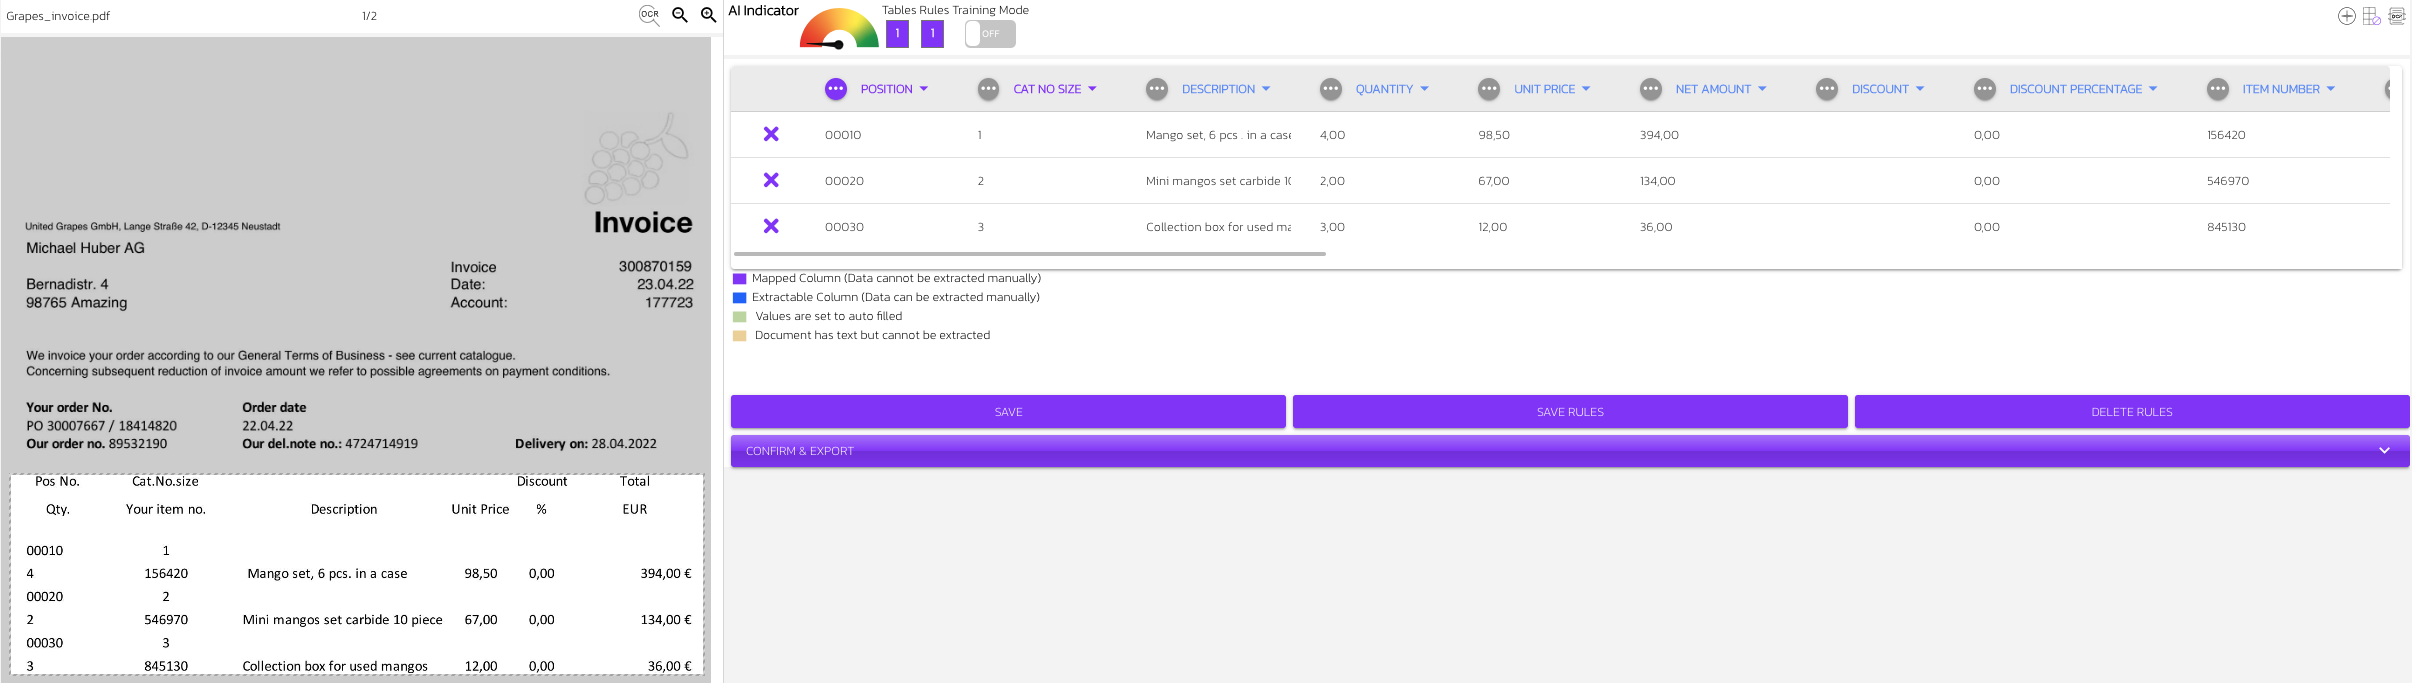 Grapes_invoice.pdf
1/2
OCR
Invoice
United Grapes GmbH, Lange Straße 42, D-12345 Neustadt
Michael Huber AG
Bernadistr. 4
98765 Amazing
Invoice 300870159
Date: 23.04.22
Account: 177723
We invoice your order according to our General Terms of Business - see current catalogue.
Concerning subsequent reduction of invoice amount we refer to possible agreements on payment conditions.
Your order No. Order date
PO 30007667 / 18414820 22.04.22
Our order no. 89532190 Our del.note no.: 4724714919 Delivery on: 28.04.2022
Pos No. Cat.No.size Discount Total
Qty. Your item no. Description Unit Price % EUR
00010 1
4 156420 Mango set, 6 pcs. in a case 98,50 0,00 394,00 €
00020 2
2 546970 Mini mangos set carbide 10 piece 67,00 0,00 134,00 €
00030 3
3 845130 Collection box for used mangos 12,00 0,00 36,00 €
AI Indicator
Tables Rules Training Mode
1 1 OFF
POSITION CAT NO SIZE DESCRIPTION QUANTITY UNIT PRICE NET AMOUNT DISCOUNT DISCOUNT PERCENTAGE ITEM NUMBER
00010 1 Mango set, 6 pcs . in a case 4,00 98,50 394,00 0,00 156420
00020 2 Mini mangos set carbide 10 2,00 67,00 134,00 0,00 546970
00030 3 Collection box for used ma 3,00 12,00 36,00 0,00 845130
Mapped Column (Data cannot be extracted manually)
Extractable Column (Data can be extracted manually)
Values are set to auto filled
Document has text but cannot be extracted
SAVE SAVE RULES DELETE RULES
CONFIRM & EXPORT